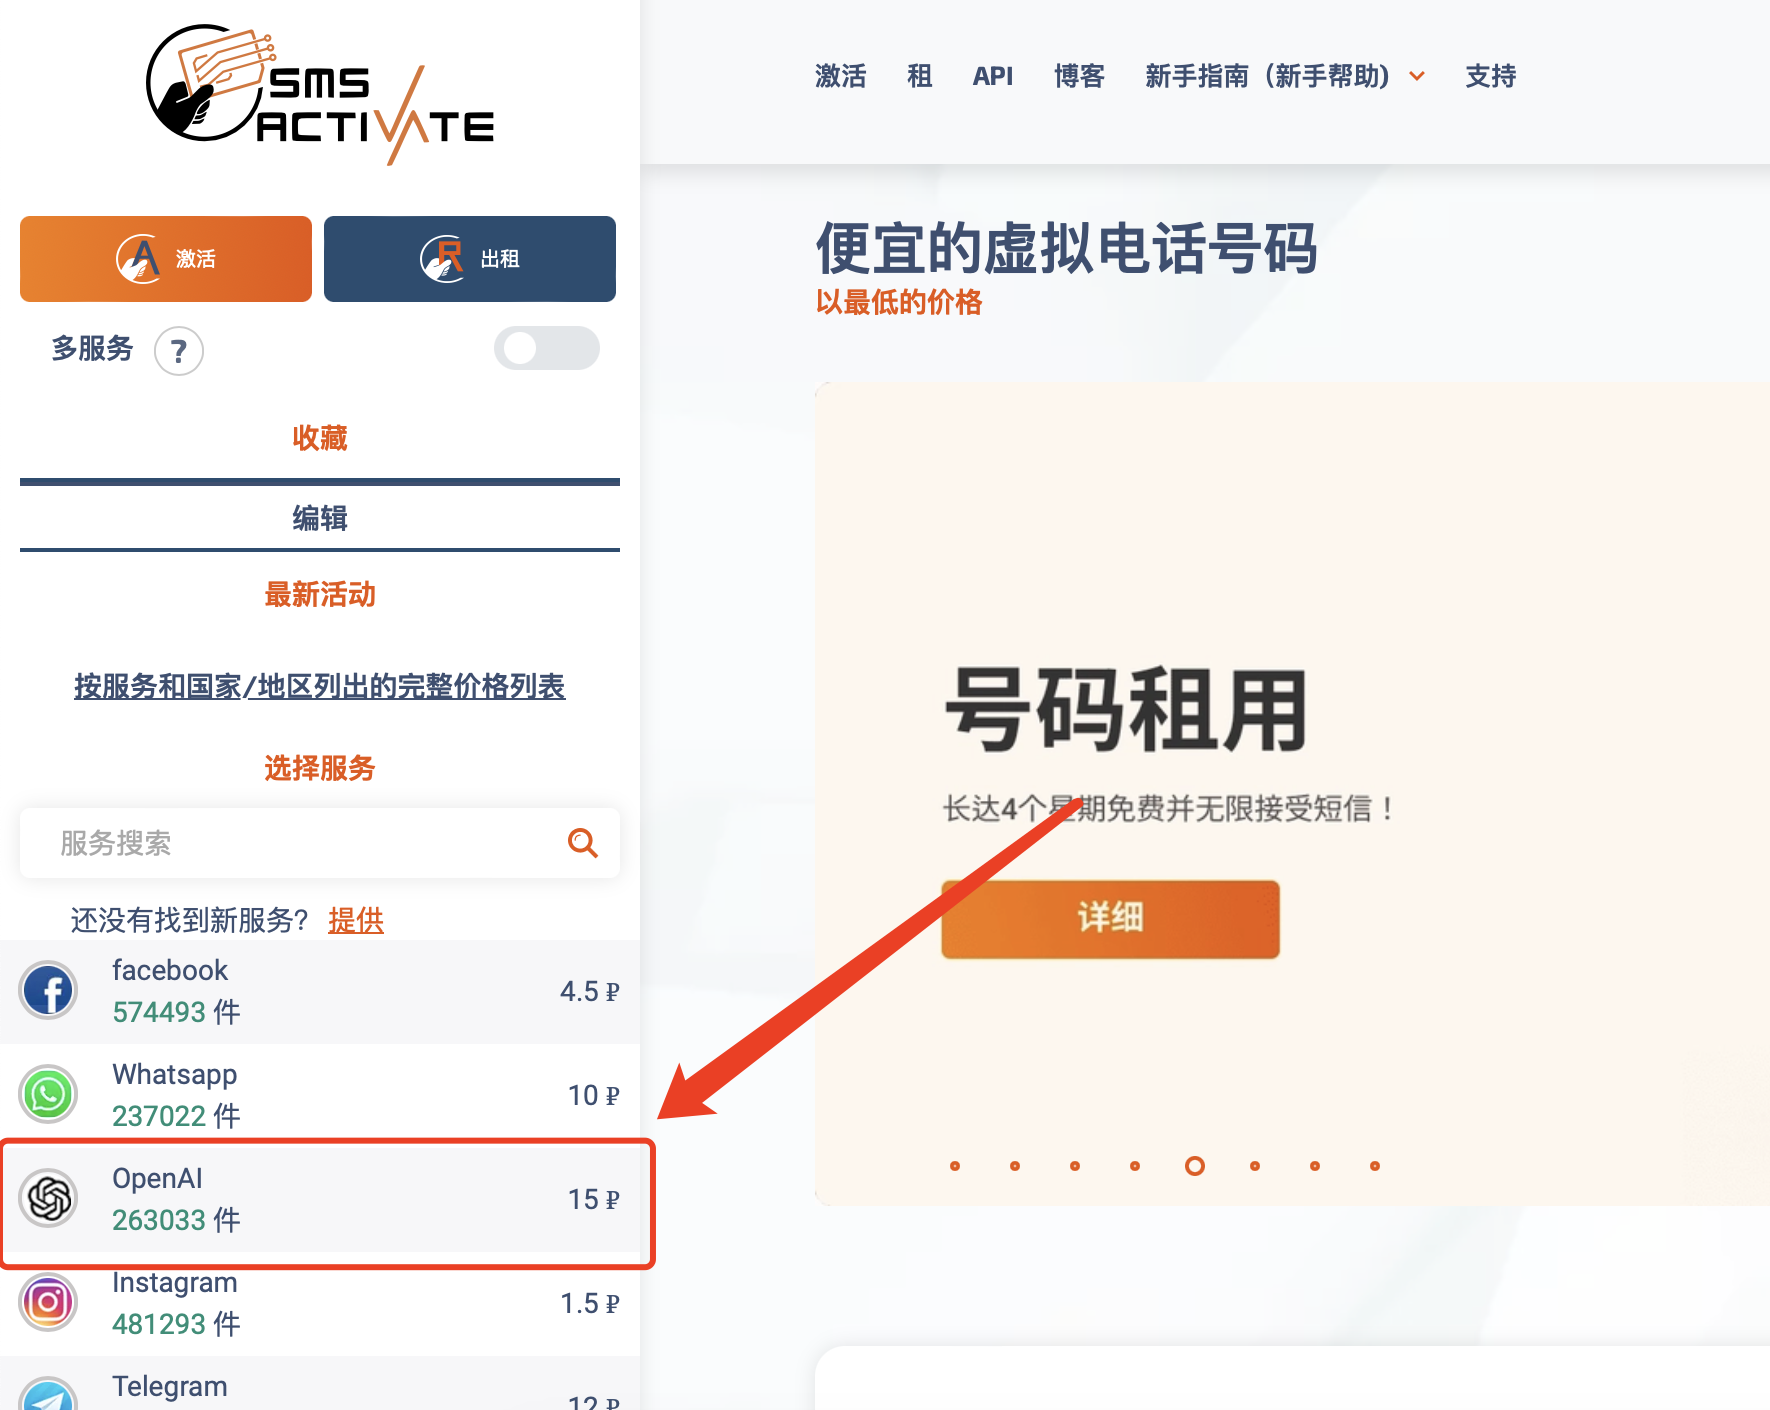 SMS
ACTIVATE
激活 租 API 博客 新手指南（新手帮助) 支持
A 激活
R 出租
多服务 ?
收藏
编辑
最新活动
按服务和国家/地区列出的完整价格列表
选择服务
服务搜索
还没有找到新服务? 提供
facebook
574493 件
4.5 ₽
Whatsapp
237022 件
10 ₽
OpenAI
263033 件
15 ₽
Instagram
481293 件
1.5 ₽
Telegram
12 ₽
便宜的虚拟电话号码
以最低的价格
号码租用
长达4个星期免费并无限接受短信！
详细